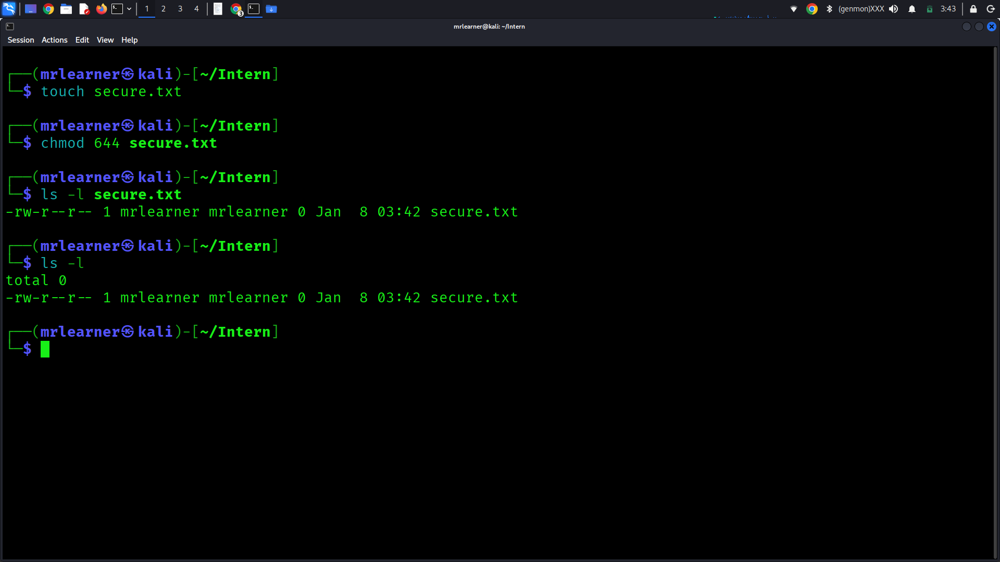 1 2 3 4 3 (genmon)XXX 3:43
mrlearner@kali: ~/Intern
Session Actions Edit View Help
┌──(mrlearner㉿kali)-[~/Intern]
└─$ touch secure.txt
┌──(mrlearner㉿kali)-[~/Intern]
└─$ chmod 644 secure.txt
┌──(mrlearner㉿kali)-[~/Intern]
└─$ ls -l secure.txt
-rw-r--r-- 1 mrlearner mrlearner 0 Jan  8 03:42 secure.txt
┌──(mrlearner㉿kali)-[~/Intern]
└─$ ls -l
total 0
-rw-r--r-- 1 mrlearner mrlearner 0 Jan  8 03:42 secure.txt
┌──(mrlearner㉿kali)-[~/Intern]
└─$